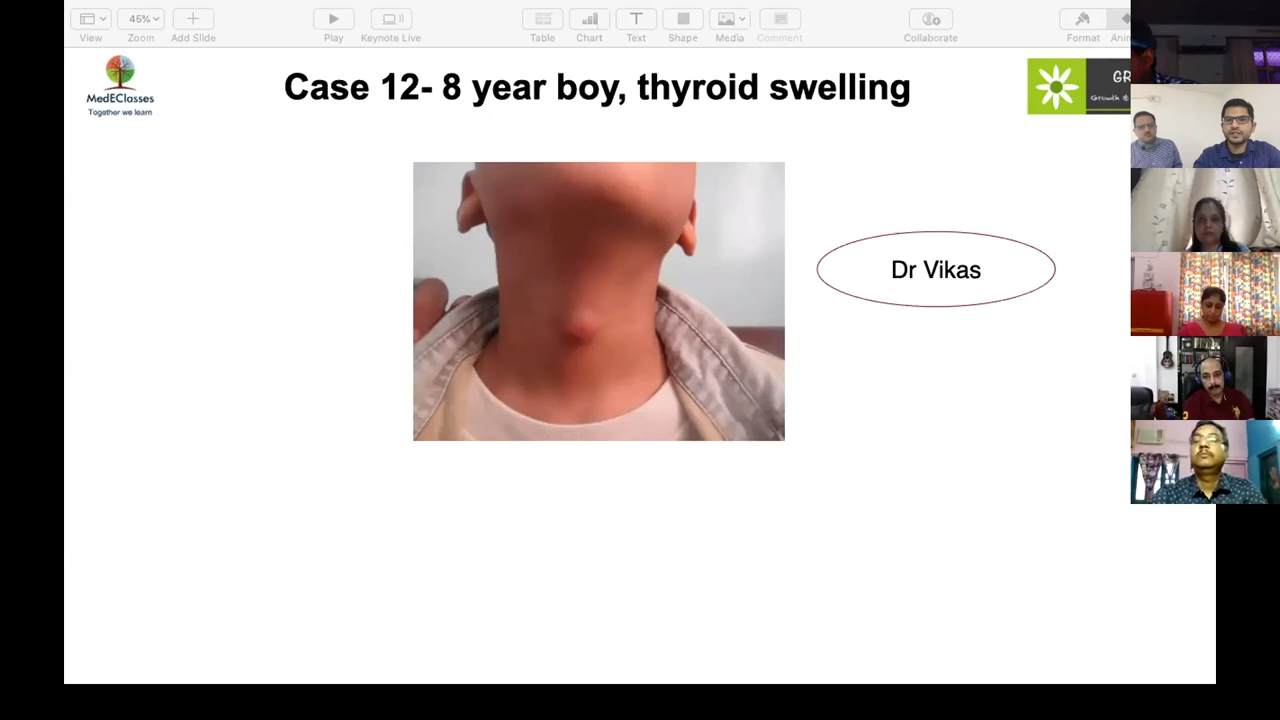 45%
View
Zoom
Add Slide
Play
Keynote Live
Table
Chart
Text
Shape
Media
Comment
Collaborate
Format
MedEClasses
Together we learn
Case 12- 8 year boy, thyroid swelling
Growth &
Dr Vikas